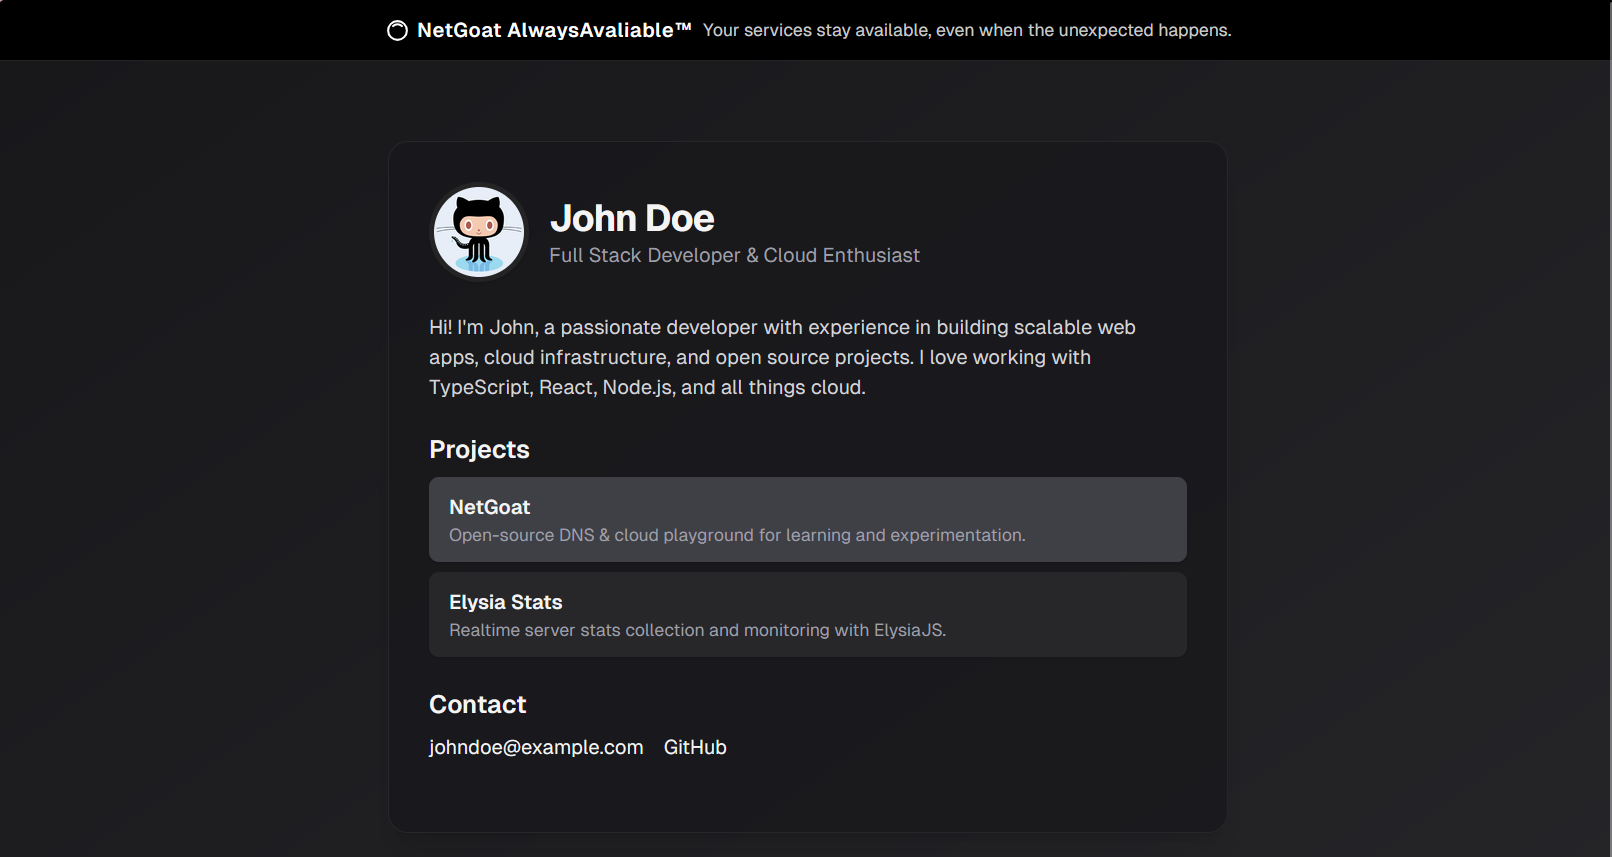 NetGoat AlwaysAvaliable™ Your services stay available, even when the unexpected happens.
John Doe
Full Stack Developer & Cloud Enthusiast
Hi! I'm John, a passionate developer with experience in building scalable web
apps, cloud infrastructure, and open source projects. I love working with
TypeScript, React, Node.js, and all things cloud.
Projects
NetGoat
Open-source DNS & cloud playground for learning and experimentation.
Elysia Stats
Realtime server stats collection and monitoring with ElysiaJS.
Contact
johndoe@example.com GitHub